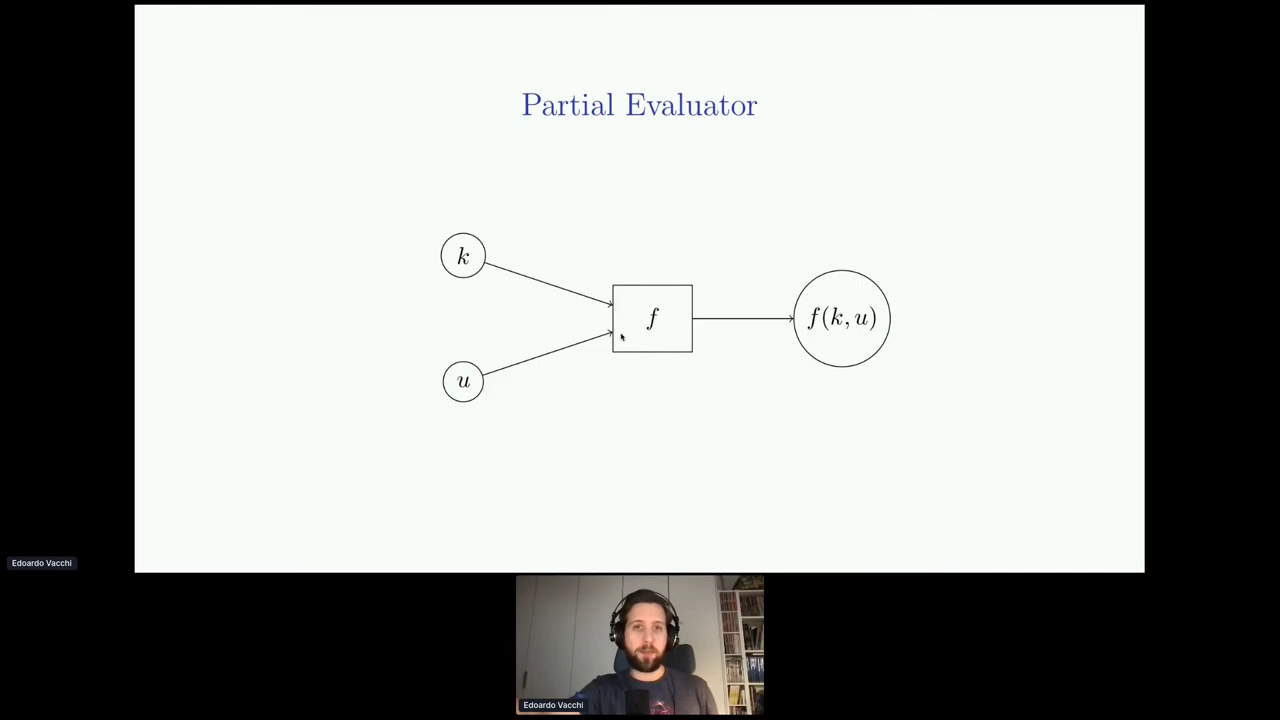 Partial Evaluator
k
f
f(k, u)
u
Edoardo Vacchi
Edoardo Vacchi